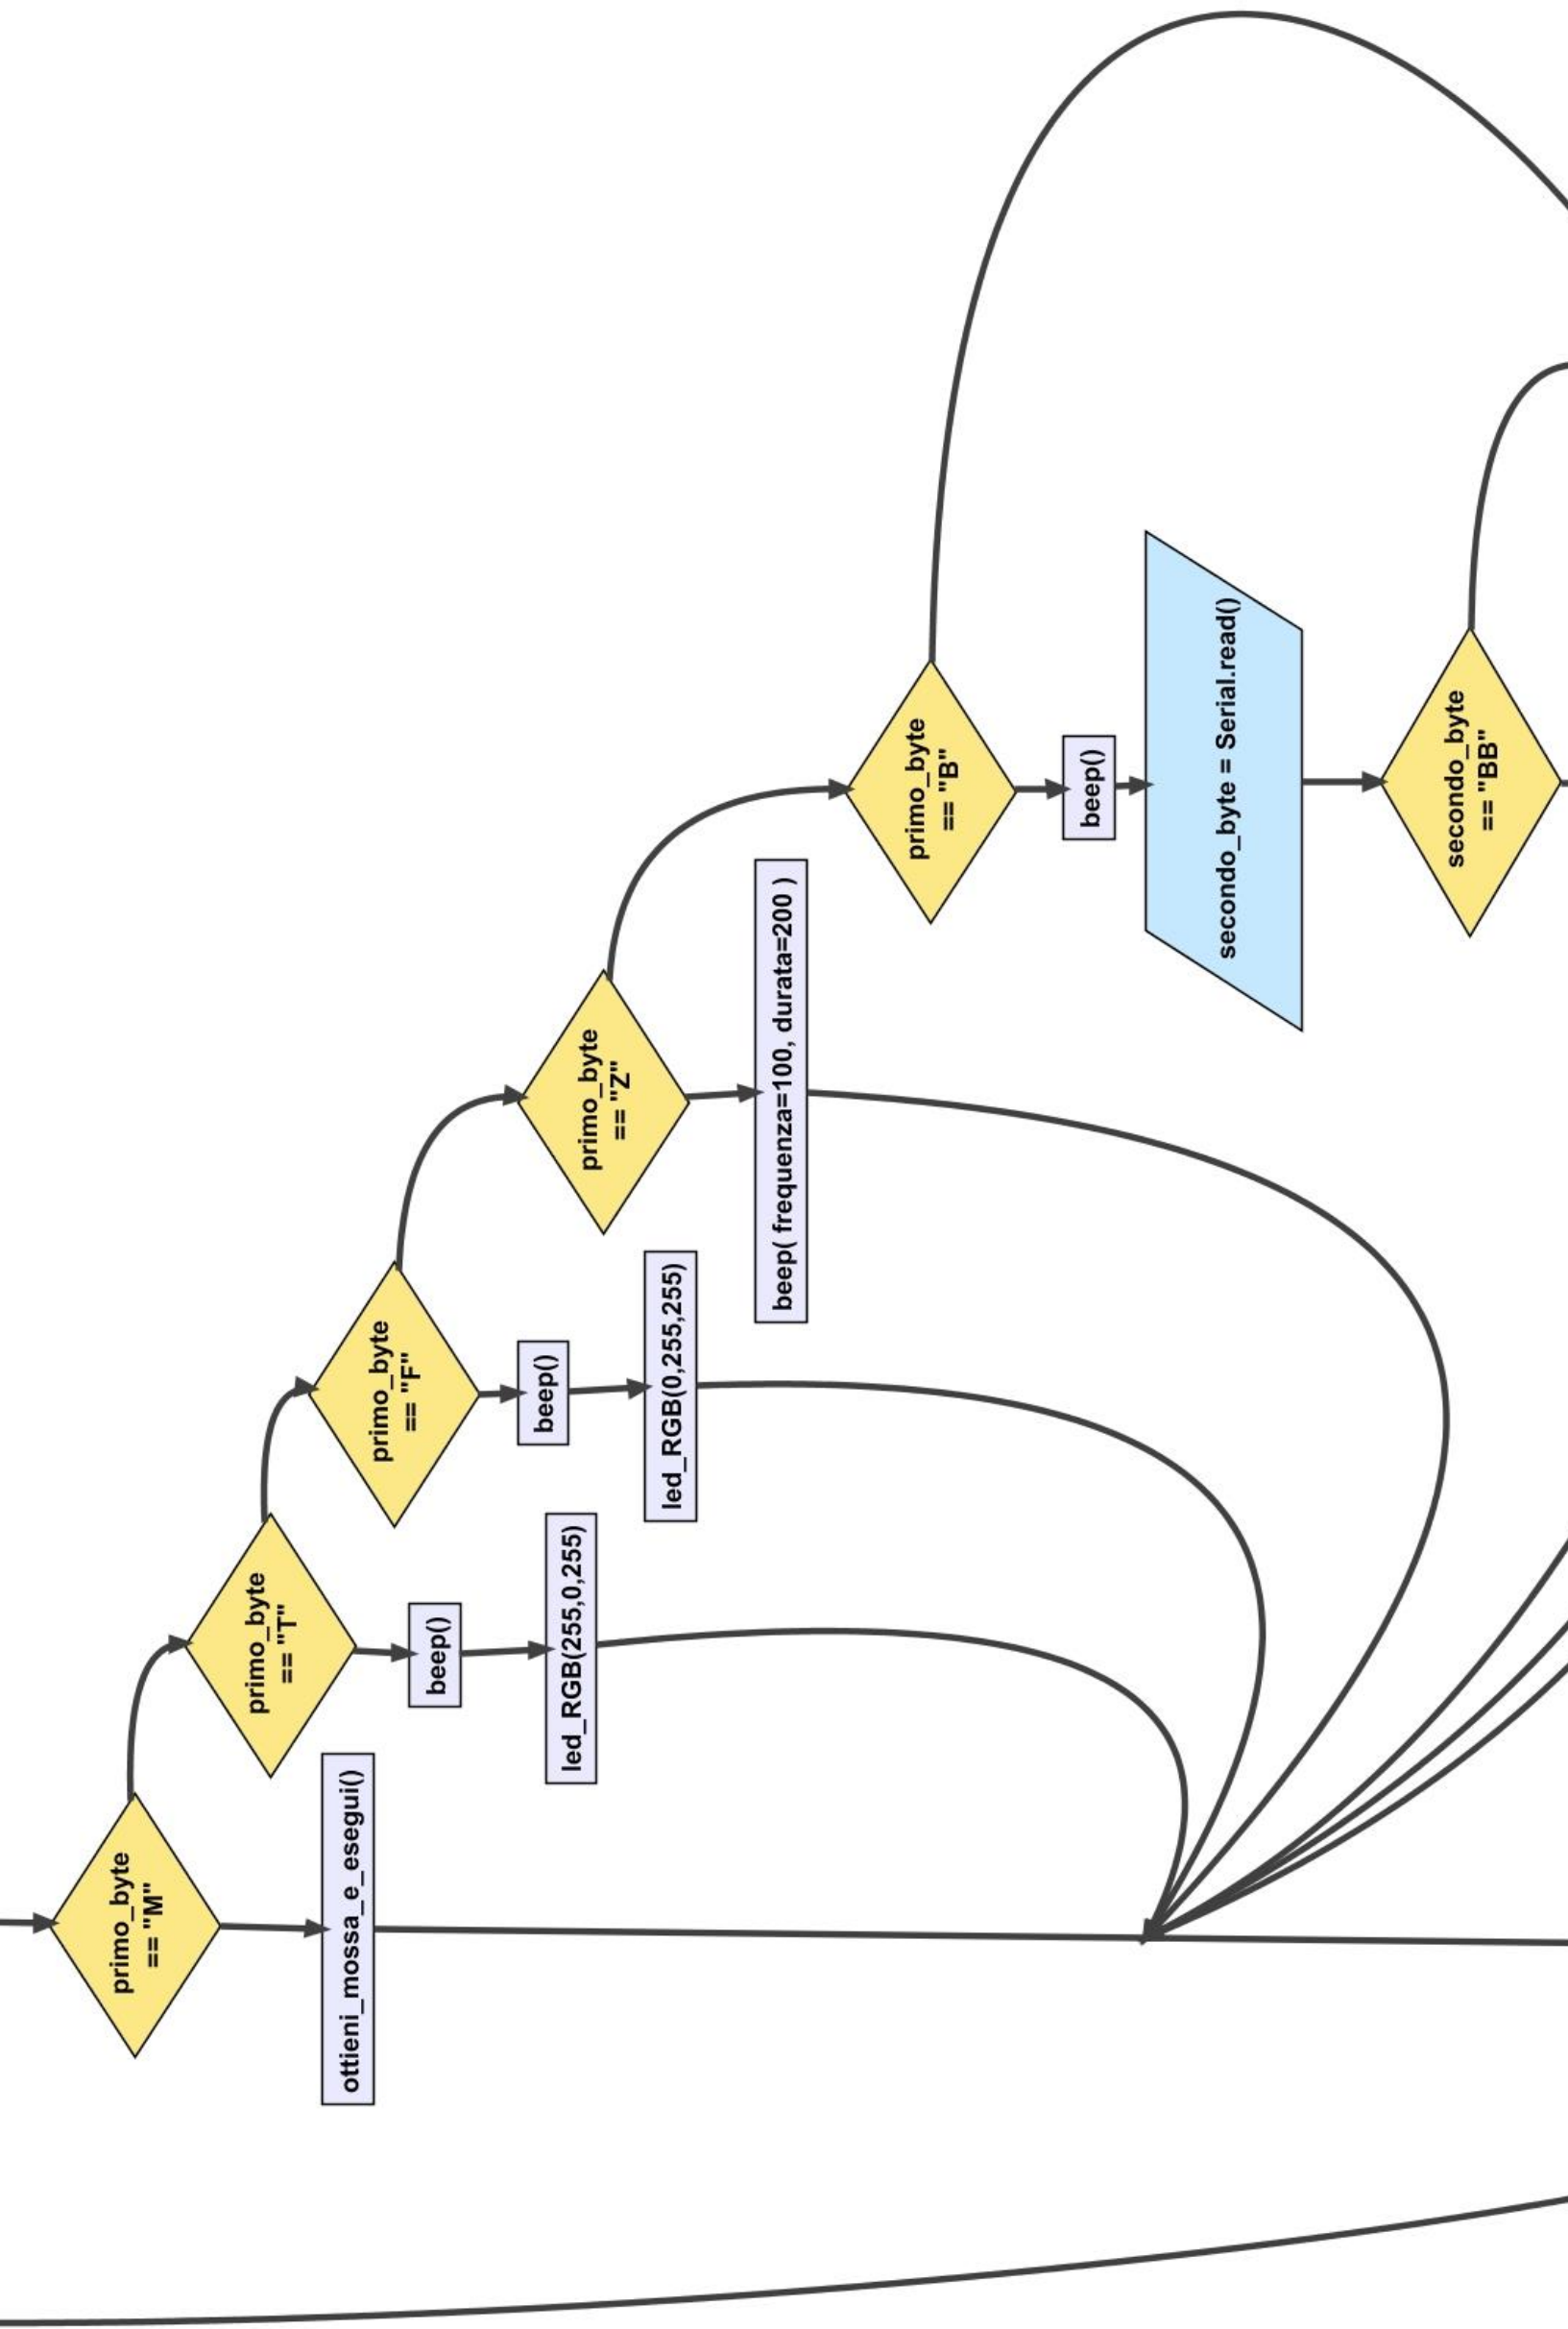 primo_byte
== "M"
ottieni_mossa_e_esegui()
primo_byte
== "T"
beep()
led_RGB(255,0,255)
primo_byte
== "F"
beep()
led_RGB(0,255,255)
primo_byte
== "Z"
beep( frequenza=100, durata=200 )
primo_byte
== "B"
beep()
secondo_byte = Serial.read()
secondo_byte
== "BB"